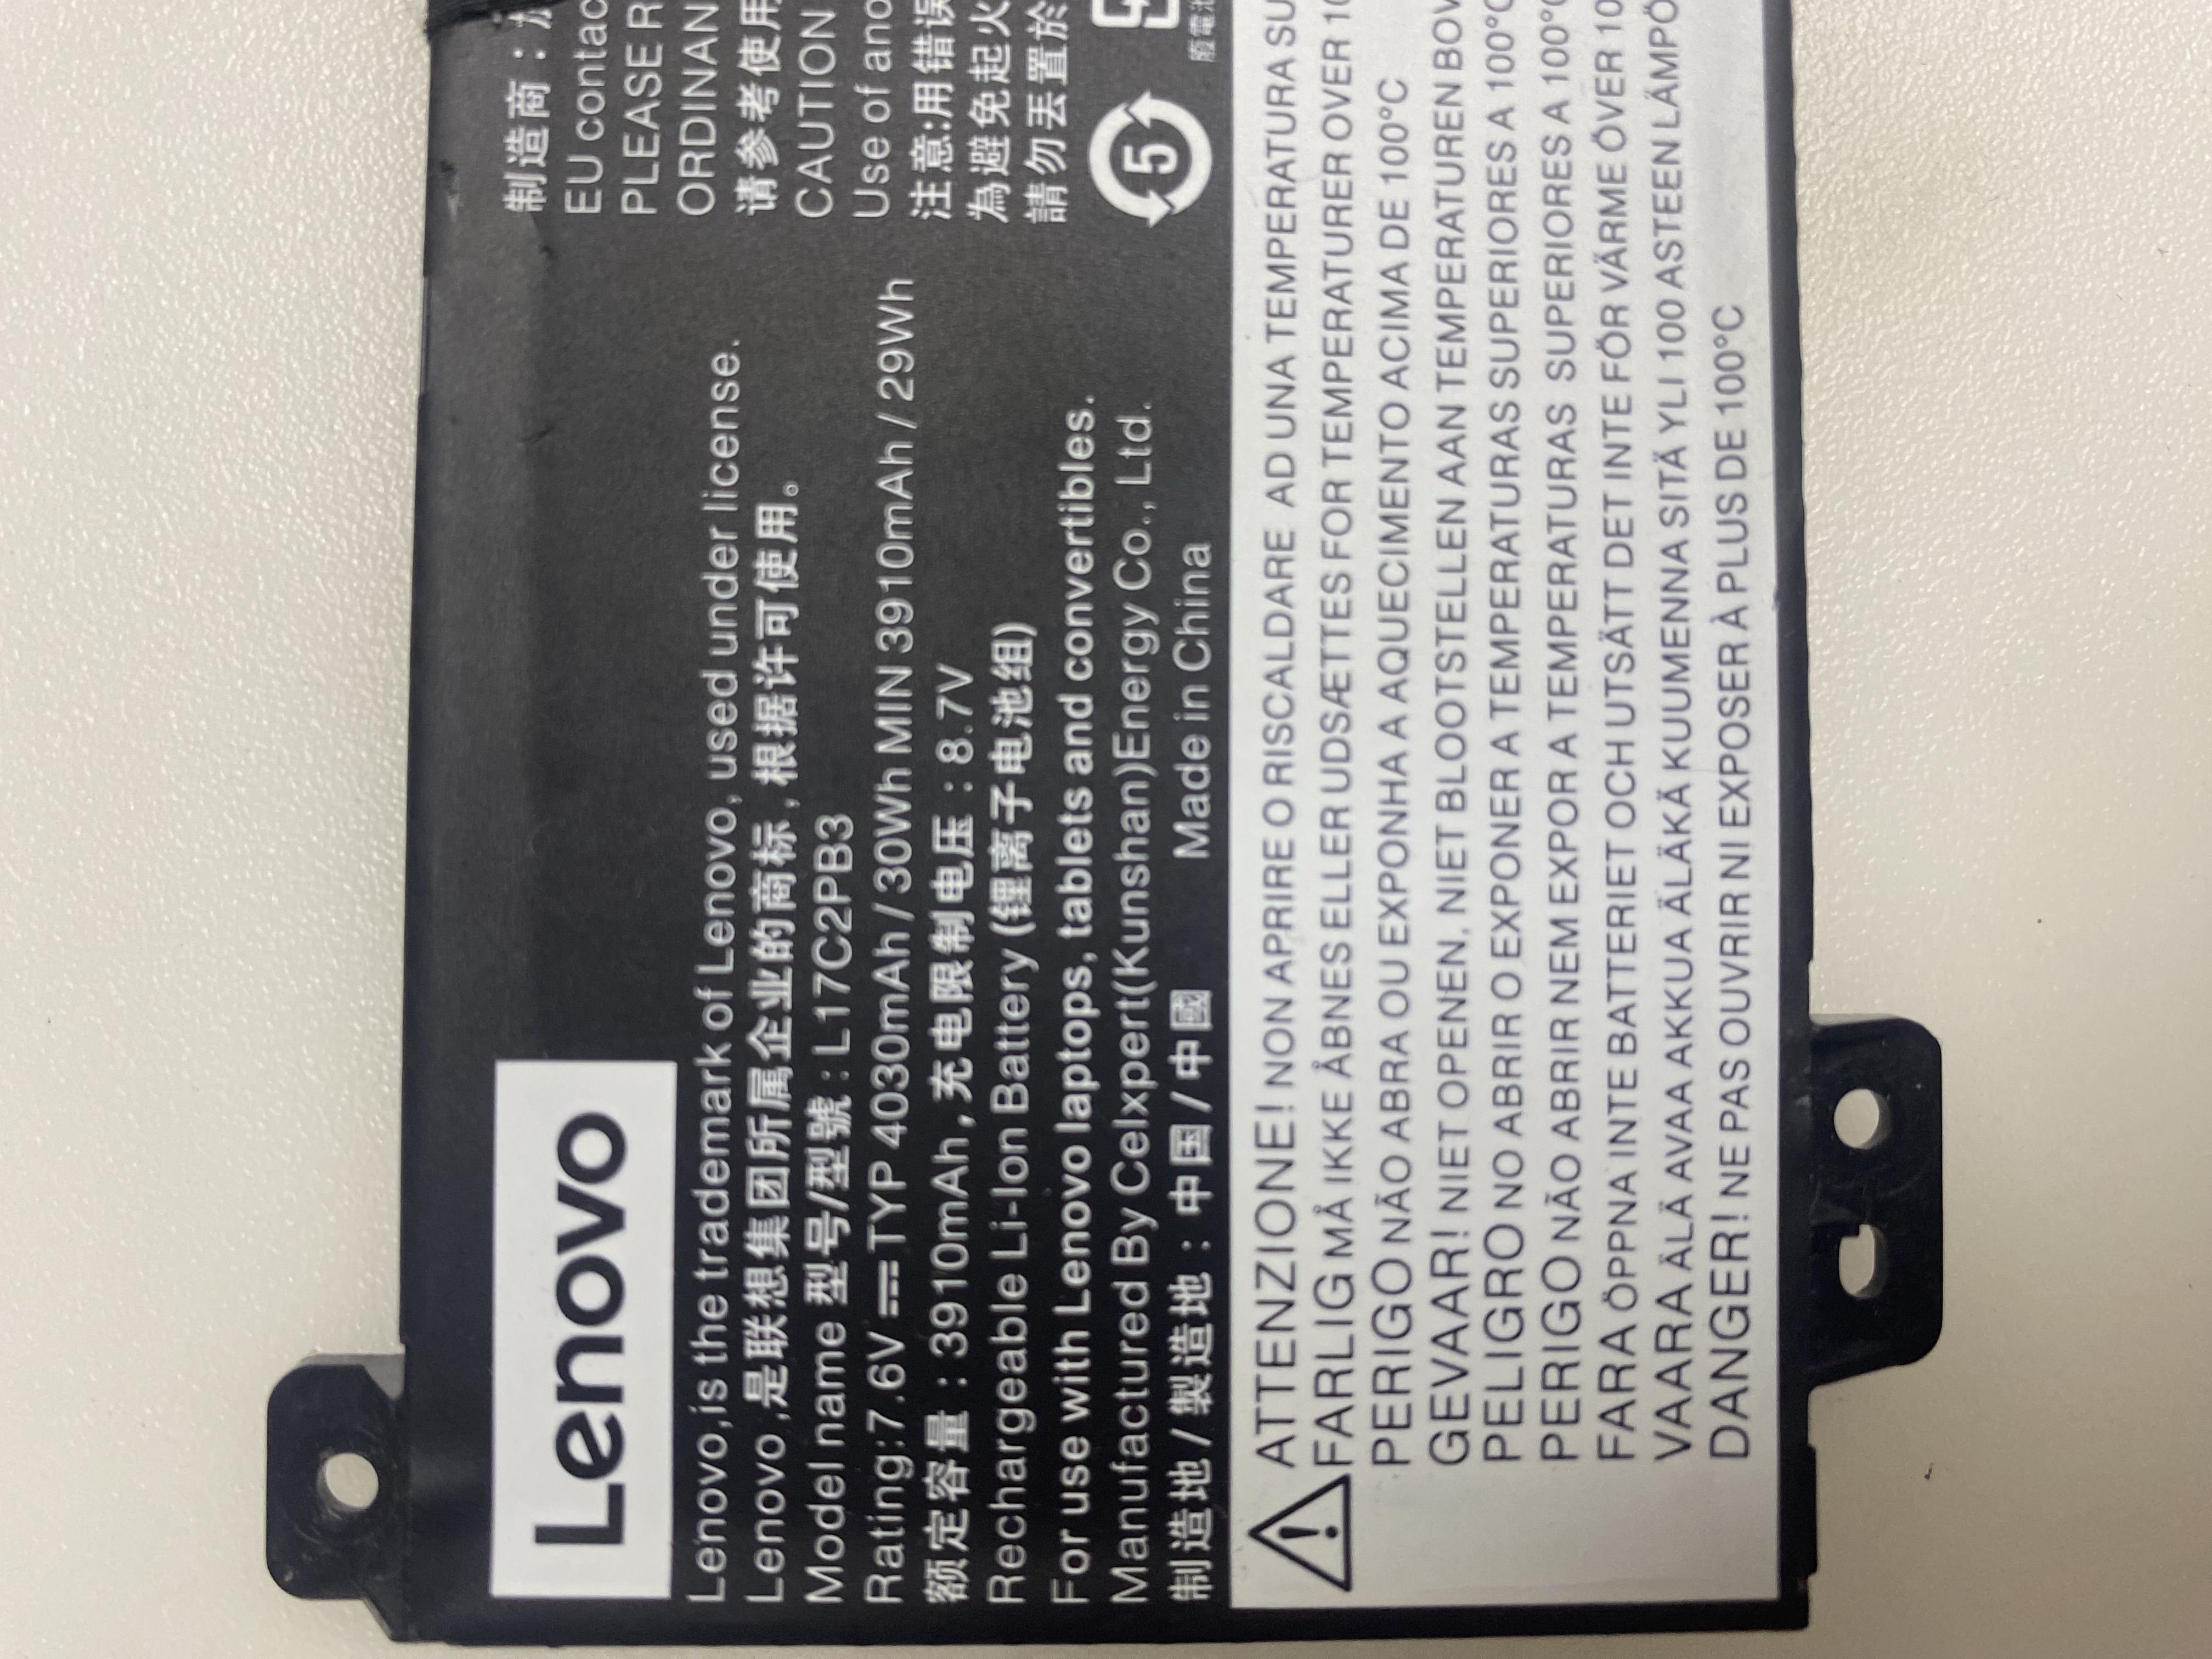 Lenovo
Lenovo,is the trademark of Lenovo, used under license.
Lenovo ,是联想集团所属企业的商标 , 根据许可使用。
Model name 型号/型號 : L17C2PB3
Rating:7.6V ⎓ TYP 4030mAh / 30Wh MIN 3910mAh / 29Wh
额定容量 : 3910mAh , 充电限制电压 : 8.7V
Rechargeable Li-Ion Battery (锂离子电池组)
For use with Lenovo laptops, tablets and convertibles.
Manufactured By Celxpert(Kunshan)Energy Co., Ltd.
制造地 / 製造地 : 中国 / 中國 Made in China
制造商 :
EU contac
PLEASE R
ORDINAN
请参考使用
CAUTION
Use of ano
注意:用错误
為避免起火
請勿丟置於
5
廢電池
ATTENZIONE! NON APRIRE O RISCALDARE AD UNA TEMPERATURA SU
FARLIG MÅ IKKE ÅBNES ELLER UDSÆTTES FOR TEMPERATURER OVER 10
PERIGO NÃO ABRA OU EXPONHA A AQUECIMENTO ACIMA DE 100°C
GEVAAR! NIET OPENEN, NIET BLOOTSTELLEN AAN TEMPERATUREN BOV
PELIGRO NO ABRIR O EXPONER A TEMPERATURAS SUPERIORES A 100°C
PERIGO NÃO ABRIR NEM EXPOR A TEMPERATURAS SUPERIORES A 100°C
FARA ÖPPNA INTE BATTERIET OCH UTSÄTT DET INTE FÖR VÄRME ÖVER 10
VAARA ÄLÄ AVAA AKKUA ÄLÄKÄ KUUMENNA SITÄ YLI 100 ASTEEN LÄMPÖ
DANGER! NE PAS OUVRIR NI EXPOSER À PLUS DE 100°C